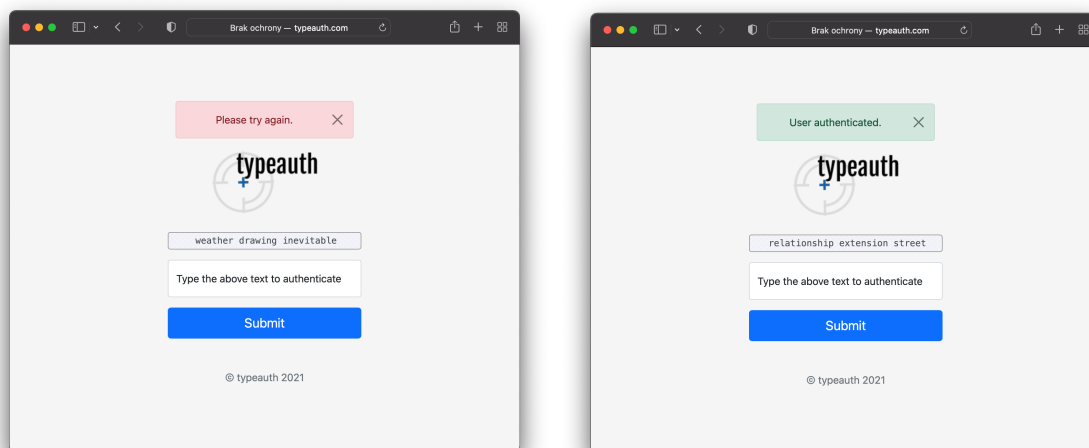 Brak ochrony — typeauth.com
Please try again.
typeauth
weather drawing inevitable
Type the above text to authenticate
Submit
© typeauth 2021
Brak ochrony — typeauth.com
User authenticated.
typeauth
relationship extension street
Type the above text to authenticate
Submit
© typeauth 2021